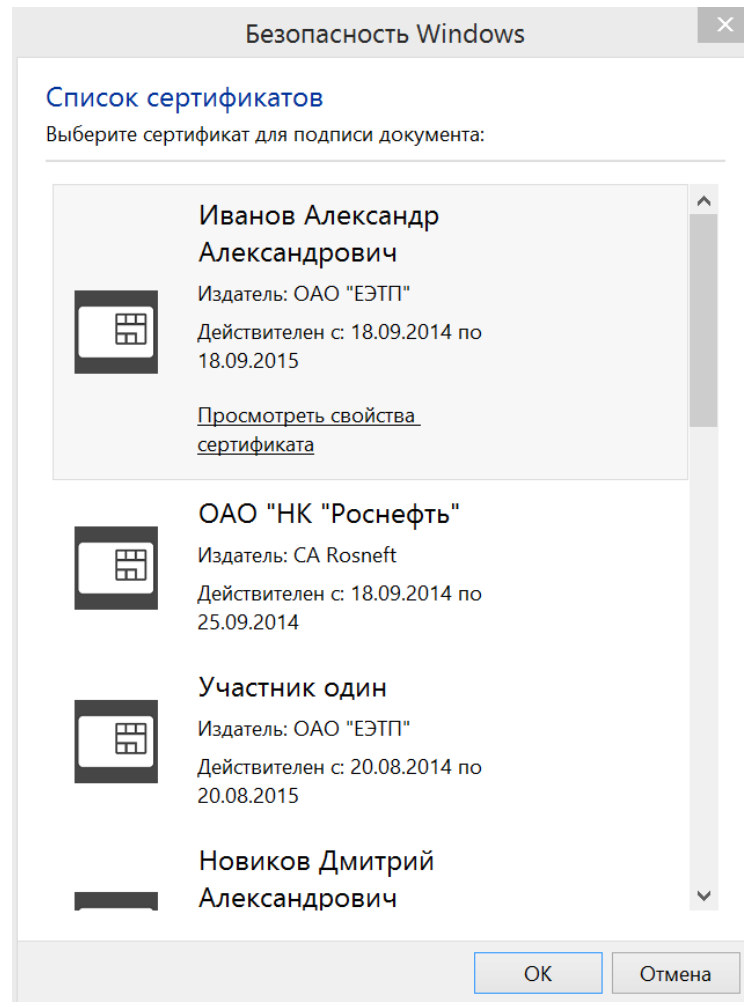 Безопасность Windows
Список сертификатов
Выберите сертификат для подписи документа:
Иванов Александр
Александрович
Издатель: ОАО "ЕЭТП"
Действителен с: 18.09.2014 по
18.09.2015
Просмотреть свойства
сертификата
ОАО "НК "Роснефть"
Издатель: CA Rosneft
Действителен с: 18.09.2014 по
25.09.2014
Участник один
Издатель: ОАО "ЕЭТП"
Действителен с: 20.08.2014 по
20.08.2015
Новиков Дмитрий
Александрович
ОК
Отмена